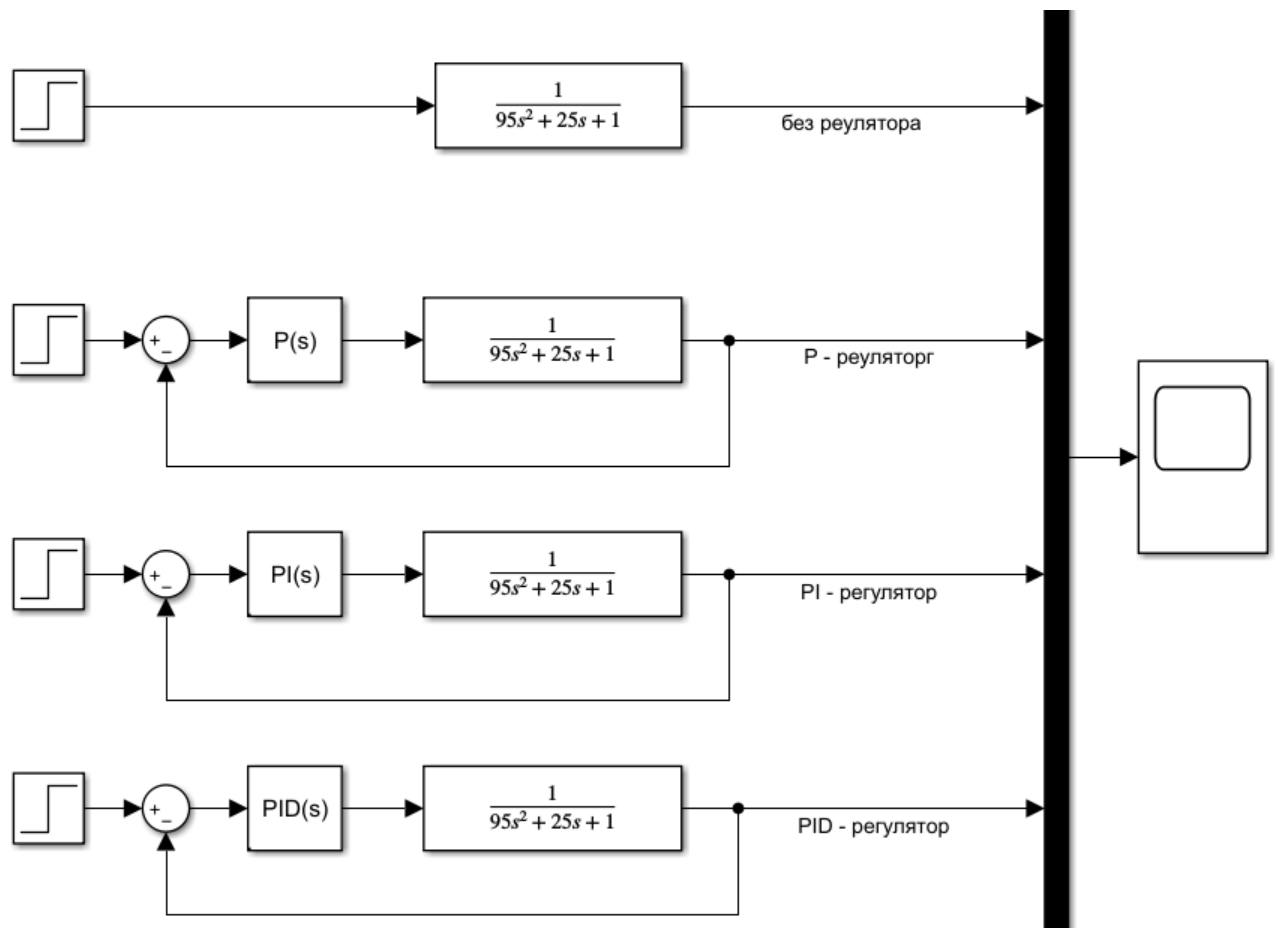 1
95s² + 25s + 1
без реулятора
P(s)
1
95s² + 25s + 1
P - реуляторг
+
−
PI(s)
1
95s² + 25s + 1
PI - регулятор
+
−
PID(s)
1
95s² + 25s + 1
PID - регулятор
+
−